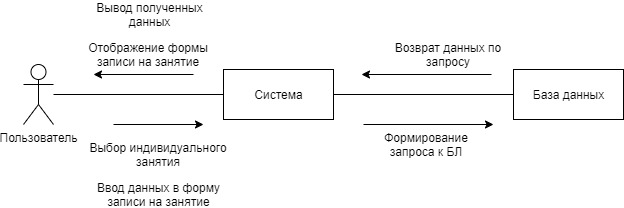 Вывод полученных
данных
Отображение формы
записи на занятие
Возврат данных по
запросу
Система
База данных
Пользователь
Выбор индивидуального
занятия
Формирование
запроса к БЛ
Ввод данных в форму
записи на занятие